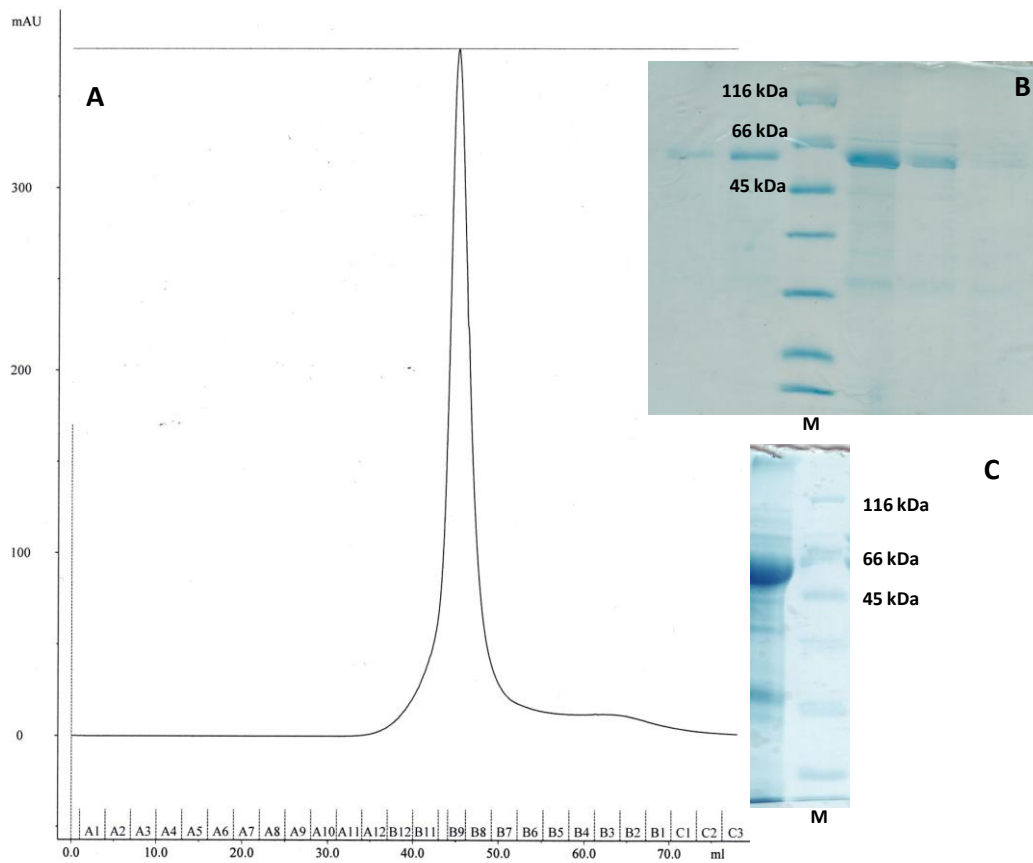 mAU
A
300
200
100
0
A1 A2 A3 A4 A5 A6 A7 A8 A9 A10 A11 A12 B12 B11 B9 B8 B7 B6 B5 B4 B3 B2 B1 C1 C2 C3
0.0 10.0 20.0 30.0 40.0 50.0 60.0 70.0 ml
B
116 kDa
66 kDa
45 kDa
M
C
116 kDa
66 kDa
45 kDa
M